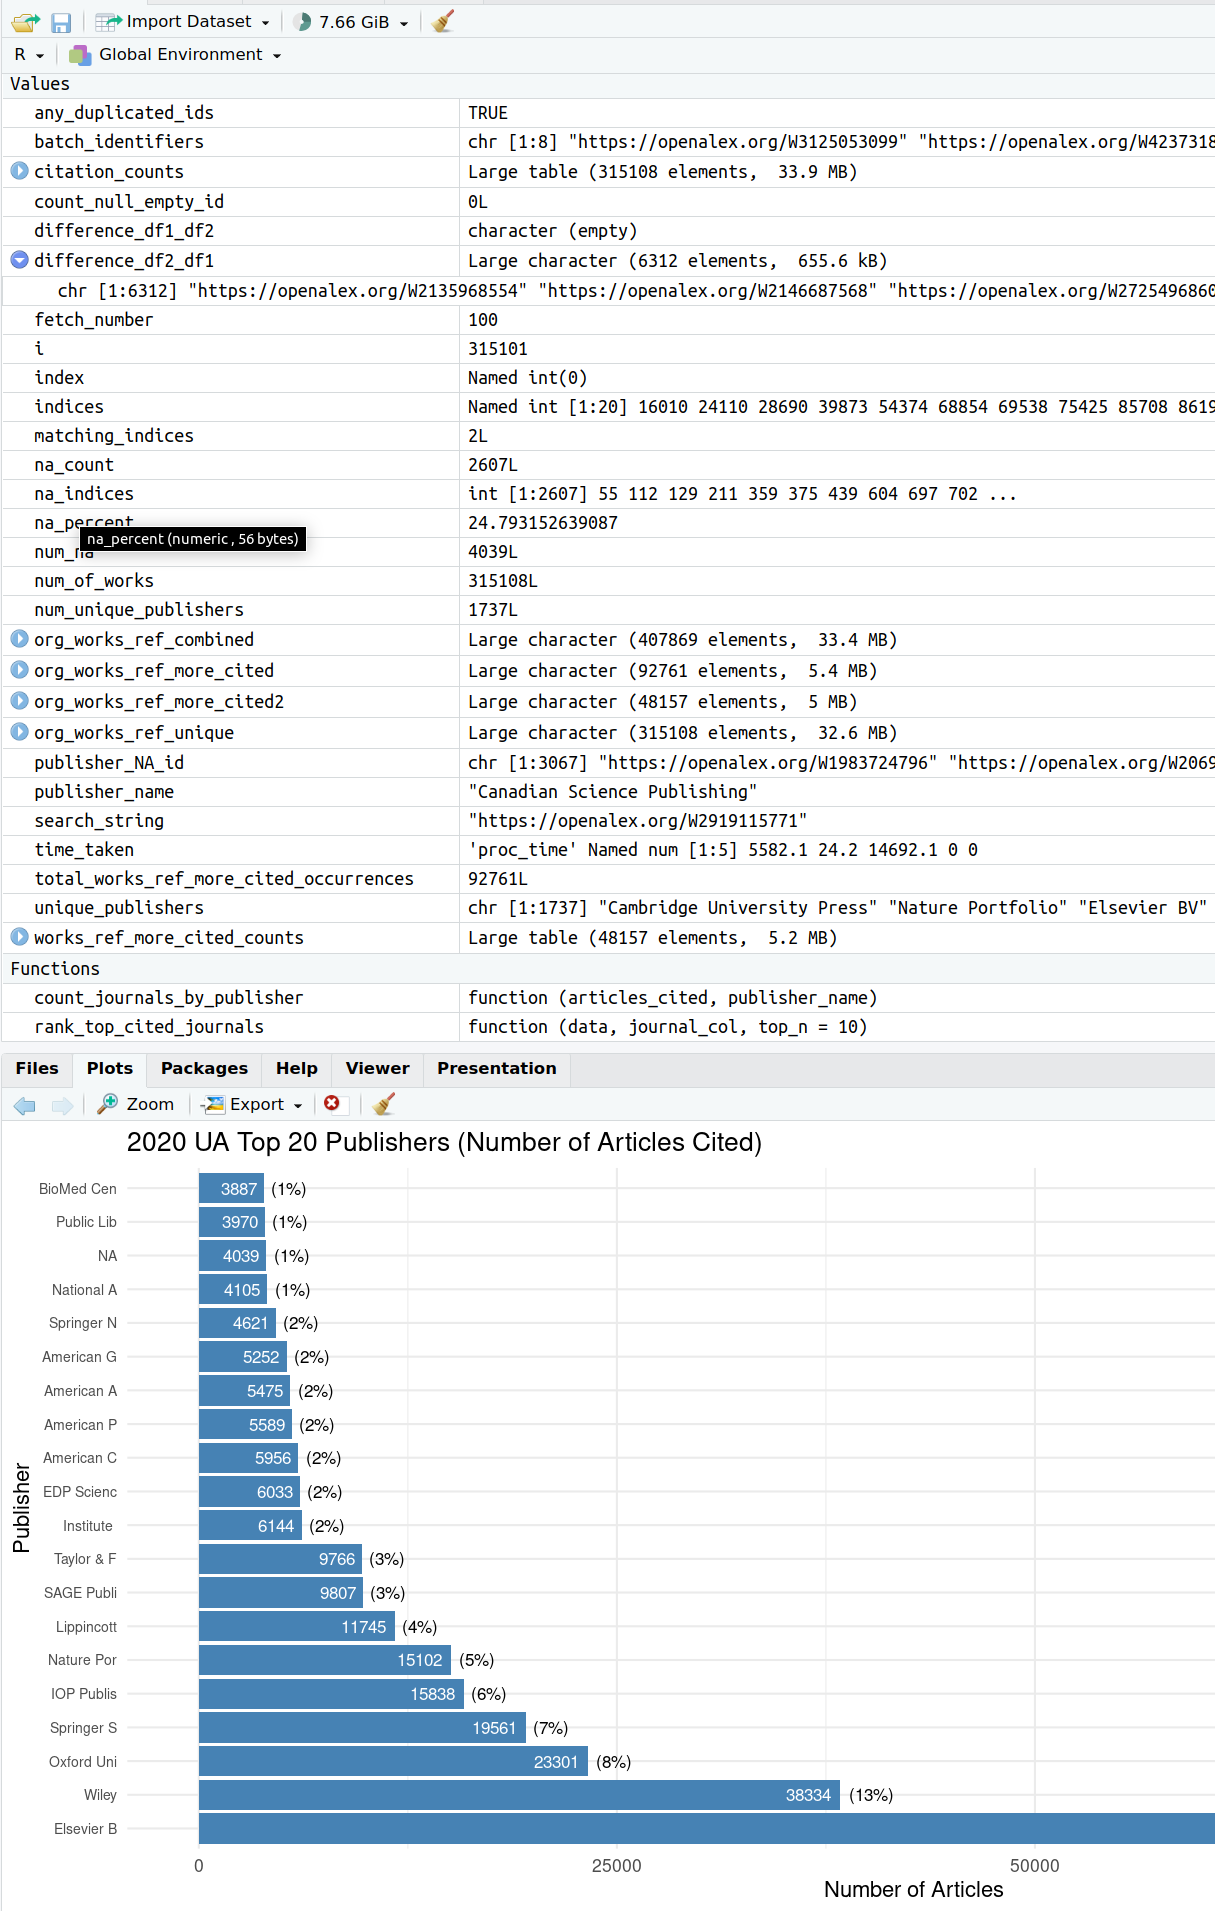 Import Dataset
7.66 GiB
R
Global Environment
Values
any_duplicated_ids TRUE
batch_identifiers chr [1:8] "https://openalex.org/W3125053099" "https://openalex.org/W4237318
citation_counts Large table (315108 elements, 33.9 MB)
count_null_empty_id 0L
difference_df1_df2 character (empty)
difference_df2_df1 Large character (6312 elements, 655.6 kB)
chr [1:6312] "https://openalex.org/W2135968554" "https://openalex.org/W2146687568" "https://openalex.org/W2725496860
fetch_number 100
i 315101
index Named int(0)
indices Named int [1:20] 16010 24110 28690 39873 54374 68854 69538 75425 85708 8619
matching_indices 2L
na_count 2607L
na_indices int [1:2607] 55 112 129 211 359 375 439 604 697 702 ...
na_percent 24.793152639087
na_percent (numeric, 56 bytes)
num_na 4039L
num_of_works 315108L
num_unique_publishers 1737L
org_works_ref_combined Large character (407869 elements, 33.4 MB)
org_works_ref_more_cited Large character (92761 elements, 5.4 MB)
org_works_ref_more_cited2 Large character (48157 elements, 5 MB)
org_works_ref_unique Large character (315108 elements, 32.6 MB)
publisher_NA_id chr [1:3067] "https://openalex.org/W1983724796" "https://openalex.org/W2069
publisher_name "Canadian Science Publishing"
search_string "https://openalex.org/W2919115771"
time_taken 'proc_time' Named num [1:5] 5582.1 24.2 14692.1 0 0
total_works_ref_more_cited_occurrences 92761L
unique_publishers chr [1:1737] "Cambridge University Press" "Nature Portfolio" "Elsevier BV"
works_ref_more_cited_counts Large table (48157 elements, 5.2 MB)
Functions
count_journals_by_publisher function (articles_cited, publisher_name)
rank_top_cited_journals function (data, journal_col, top_n = 10)
Files Plots Packages Help Viewer Presentation
Zoom Export
2020 UA Top 20 Publishers (Number of Articles Cited)
BioMed Cen 3887 (1%)
Public Lib 3970 (1%)
NA 4039 (1%)
National A 4105 (1%)
Springer N 4621 (2%)
American G 5252 (2%)
American A 5475 (2%)
American P 5589 (2%)
American C 5956 (2%)
EDP Scienc 6033 (2%)
Institute 6144 (2%)
Taylor & F 9766 (3%)
SAGE Publi 9807 (3%)
Lippincott 11745 (4%)
Nature Por 15102 (5%)
IOP Publis 15838 (6%)
Springer S 19561 (7%)
Oxford Uni 23301 (8%)
Wiley 38334 (13%)
Elsevier B
Publisher
0 25000 50000
Number of Articles